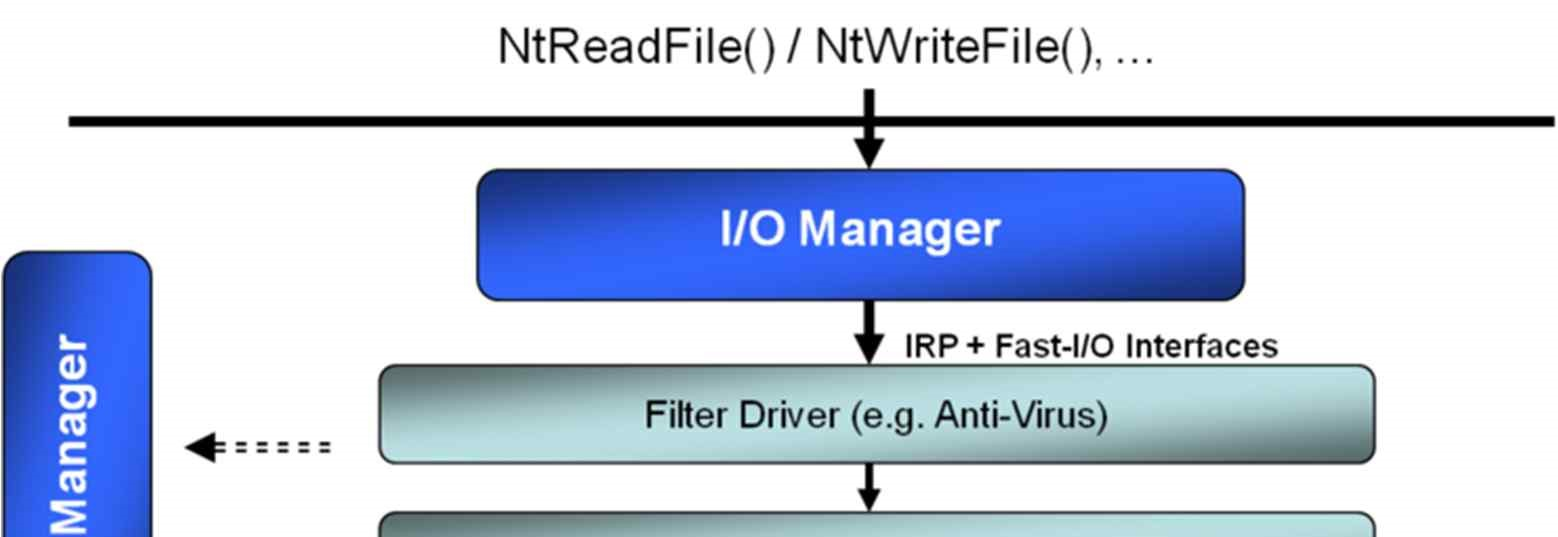 NtReadFile() / NtWriteFile(), ...
I/O Manager
IRP + Fast-I/O Interfaces
Manager
Filter Driver (e.g. Anti-Virus)